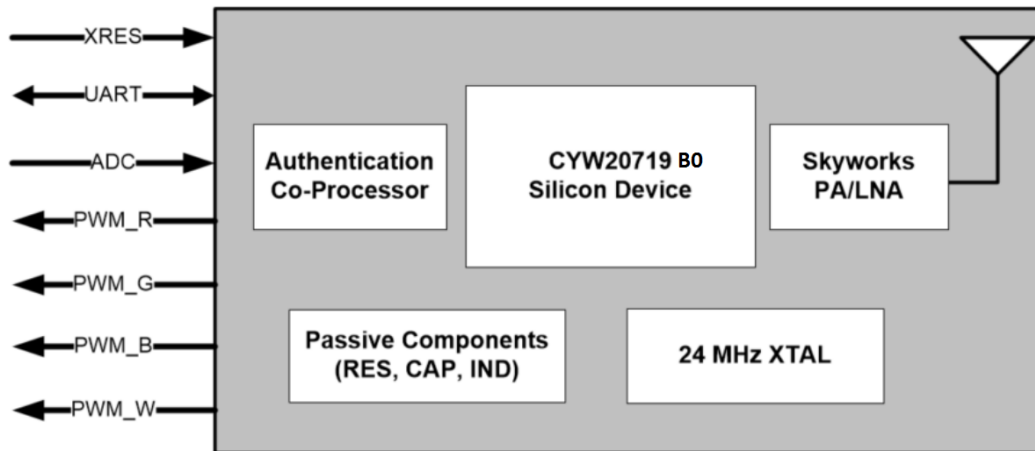 XRES
UART
ADC
PWM_R
PWM_G
PWM_B
PWM_W
Authentication
Co-Processor
CYW20719 B0
Silicon Device
Skyworks
PA/LNA
Passive Components
(RES, CAP, IND)
24 MHz XTAL